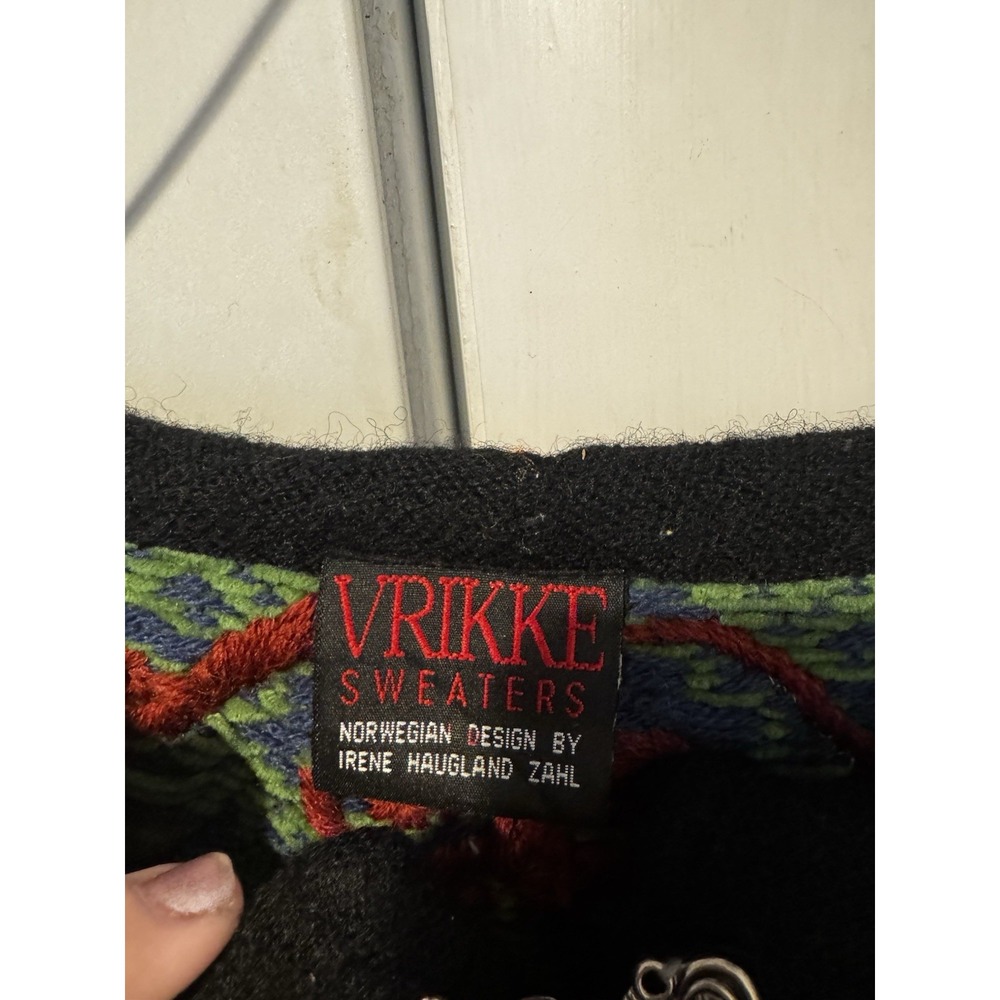 VRIKKE
SWEATERS
NORWEGIAN DESIGN BY
IRENE HAUGLAND ZAHL